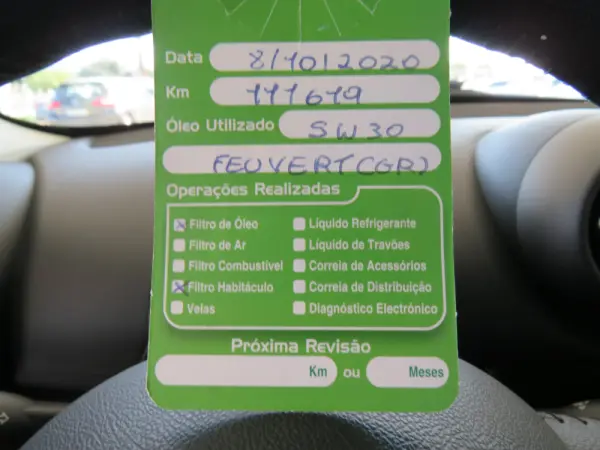 Data 8/10/2020
Km 111619
Óleo Utilizado 5W30
FEUVERT (GR)
Operações Realizadas
Filtro de Óleo Líquido Refrigerante
Filtro de Ar Líquido de Travões
Filtro Combustível Correia de Acessórios
Filtro Habitáculo Correia de Distribuição
Velas Diagnóstico Electrónico
Próxima Revisão
Km ou Meses